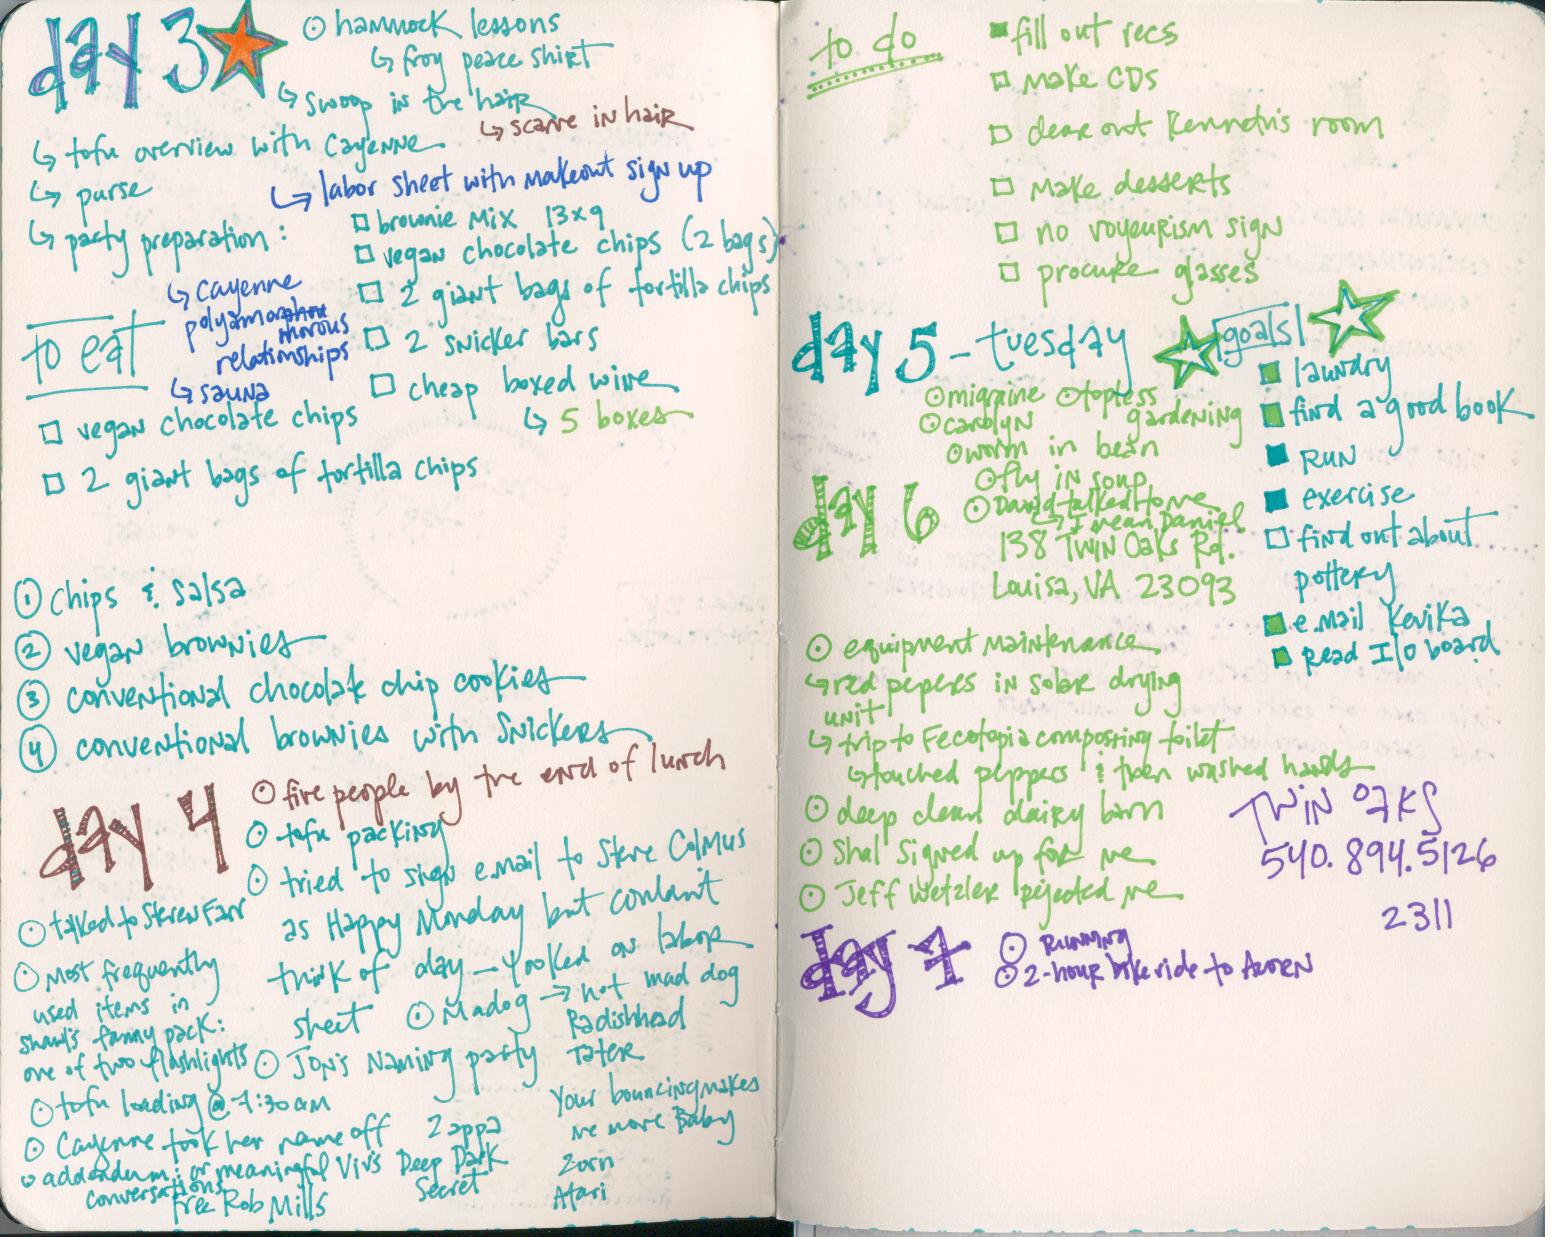 day 3
⊙ hammock lessons
↳ frog peace shirt
↳ swoop in the hair
↳ scarve in hair
↳ tofu overview with Cayenne
↳ purse
↳ labor sheet with makeout sign up
↳ party preparation:
□ brownie mix 13x9
□ vegan chocolate chips (2 bags)
□ 2 giant bags of tortilla chips
□ 2 snicker bars
□ cheap boxed wine
↳ 5 boxes
↳ Cayenne
morous
relationships
↳ sauna
to eat
□ vegan chocolate chips
□ 2 giant bags of tortilla chips
① Chips & Salsa
② vegan brownies
③ conventional chocolate chip cookies
④ conventional brownies with Snickers
day 4
⊙ five people by the end of lunch
⊙ tofu packing
⊙ tried to sign e.mail to Steve Colmus
as Happy Monday but couldn't
think of day - looked on labor
sheet
⊙ Madog → not mad dog
⊙ Jon's Naming party
Radishhead
Tater
Your bouncing makes
me more Baby
Zorn
Atari
Zappa
Deep Dark
Secret
⊙ talked to Steven Farr
⊙ Most frequently
used items in
fanny pack:
one of two flashlights
⊙ tofu loading @ 7:30 am
⊙ Cayenne took her name off
⊙ addendum: or meaningful
conversations
Viv's
free Rob Mills
to do
■ fill out recs
□ make CDs
□ clear out Kenneth's room
□ make desserts
□ no voyeurism sign
□ procure glasses
day 5 - tuesday
⊙ migraine ⊙ topless
gardening
⊙ carolyn
⊙ worm in bean
⊙ fly in soup
goals!
■ laundry
■ find a good book
■ RUN
■ exercise
□ find out about
pottery
■ e.mail Kevika
■ Read I/O board
day 6
⊙ David talked to me
↳ I mean Daniel
138 Twin Oaks Rd.
Louisa, VA 23093
⊙ equipment maintenance
↳ red pepers in solar drying
unit
↳ trip to Fecotopia composting toilet
↳ touched peppers & then washed hands
⊙ deep clean dairy barn
⊙ Shal signed up for me
⊙ Jeff Wetzler rejected me
Twin Oaks
540.894.5126
2311
day 7
⊙ Running
⊙ 2-hour bike ride to Acorn